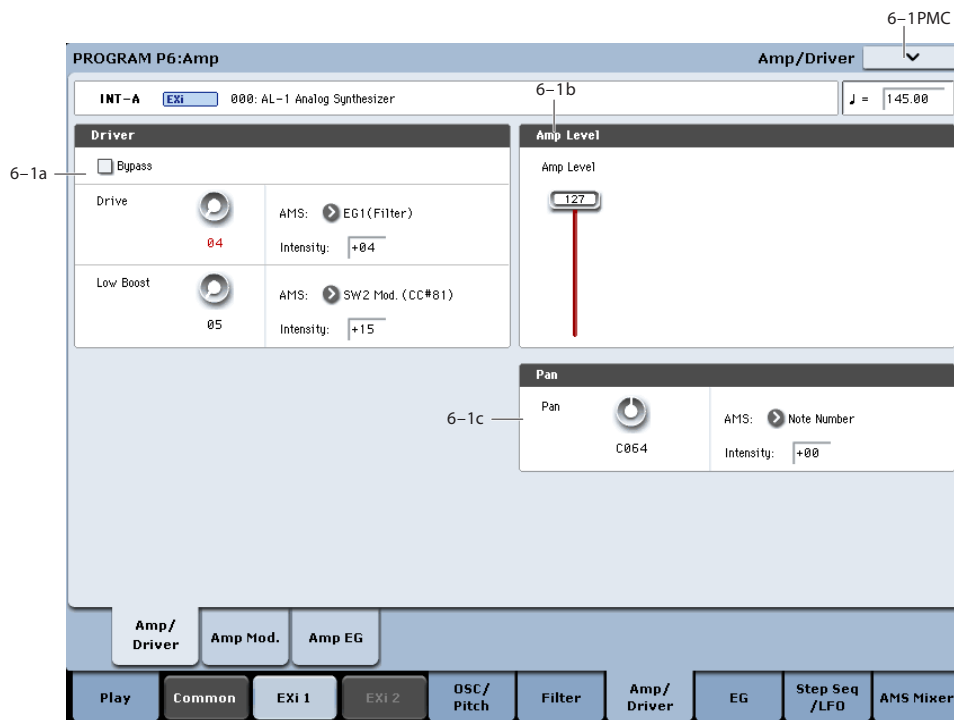 6–1PMC
PROGRAM P6:Amp
Amp/Driver
INT-A EXi 000: AL-1 Analog Synthesizer
6–1b
♩ = 145.00
Driver
Amp Level
6–1a
Bypass
Amp Level
127
Drive
04
AMS: EG1(Filter)
Intensity: +04
Low Boost
05
AMS: SW2 Mod. (CC#81)
Intensity: +15
Pan
6–1c
Pan
C064
AMS: Note Number
Intensity: +00
Amp/
Driver
Amp Mod.
Amp EG
Play
Common
EXi 1
EXi 2
OSC/
Pitch
Filter
Amp/
Driver
EG
Step Seq
/LFO
AMS Mixer